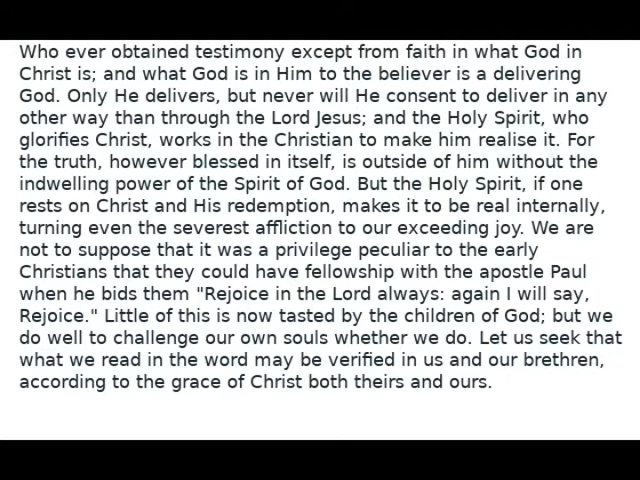 Who ever obtained testimony except from faith in what God in
Christ is; and what God is in Him to the believer is a delivering
God. Only He delivers, but never will He consent to deliver in any
other way than through the Lord Jesus; and the Holy Spirit, who
glorifies Christ, works in the Christian to make him realise it. For
the truth, however blessed in itself, is outside of him without the
indwelling power of the Spirit of God. But the Holy Spirit, if one
rests on Christ and His redemption, makes it to be real internally,
turning even the severest affliction to our exceeding joy. We are
not to suppose that it was a privilege peculiar to the early
Christians that they could have fellowship with the apostle Paul
when he bids them "Rejoice in the Lord always: again I will say,
Rejoice." Little of this is now tasted by the children of God; but we
do well to challenge our own souls whether we do. Let us seek that
what we read in the word may be verified in us and our brethren,
according to the grace of Christ both theirs and ours.